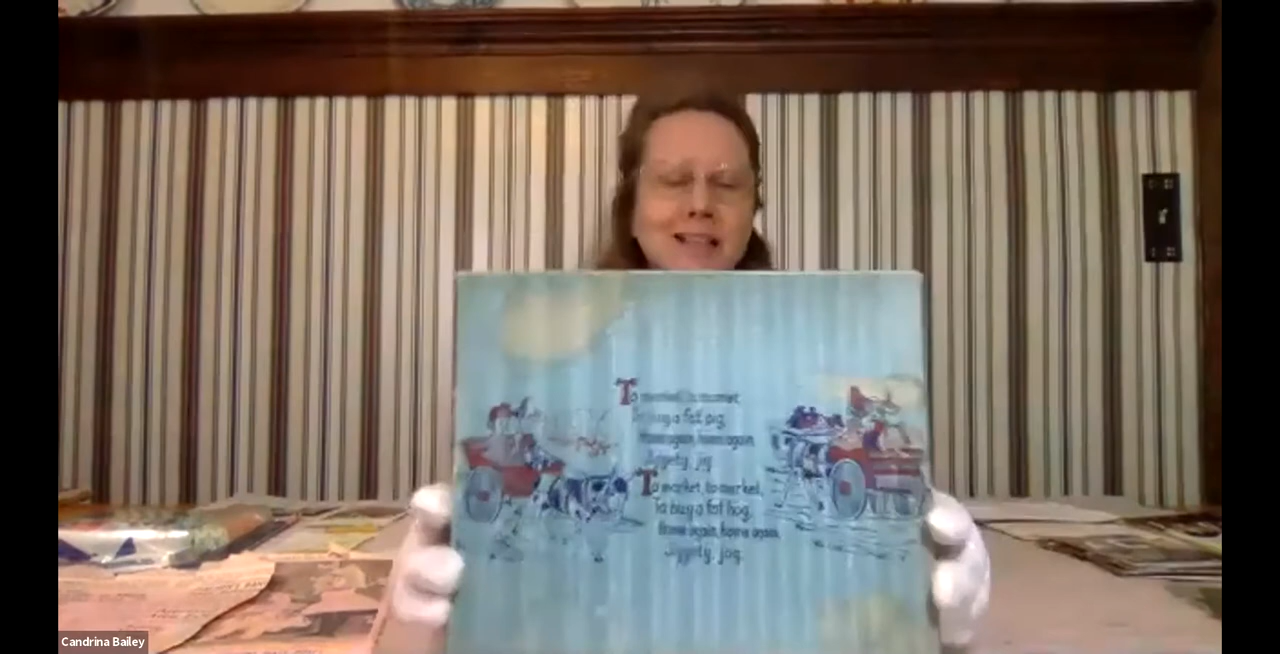 To market, to market,
To buy a fat pig,
Home again, home again,
Jiggety, jog.
To market, to market,
To buy a fat hog,
Home again, home again,
Jiggety, jog.
Candrina Bailey